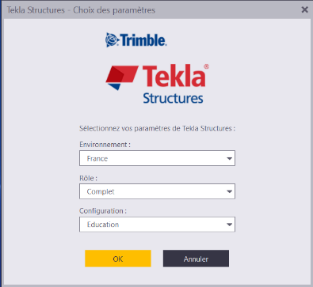 Tekla Structures - Choix des paramètres
Trimble.
Tekla®
Structures
Sélectionnez vos paramètres de Tekla Structures :
Environnement :
France
Rôle :
Complet
Configuration :
Education
OK
Annuler